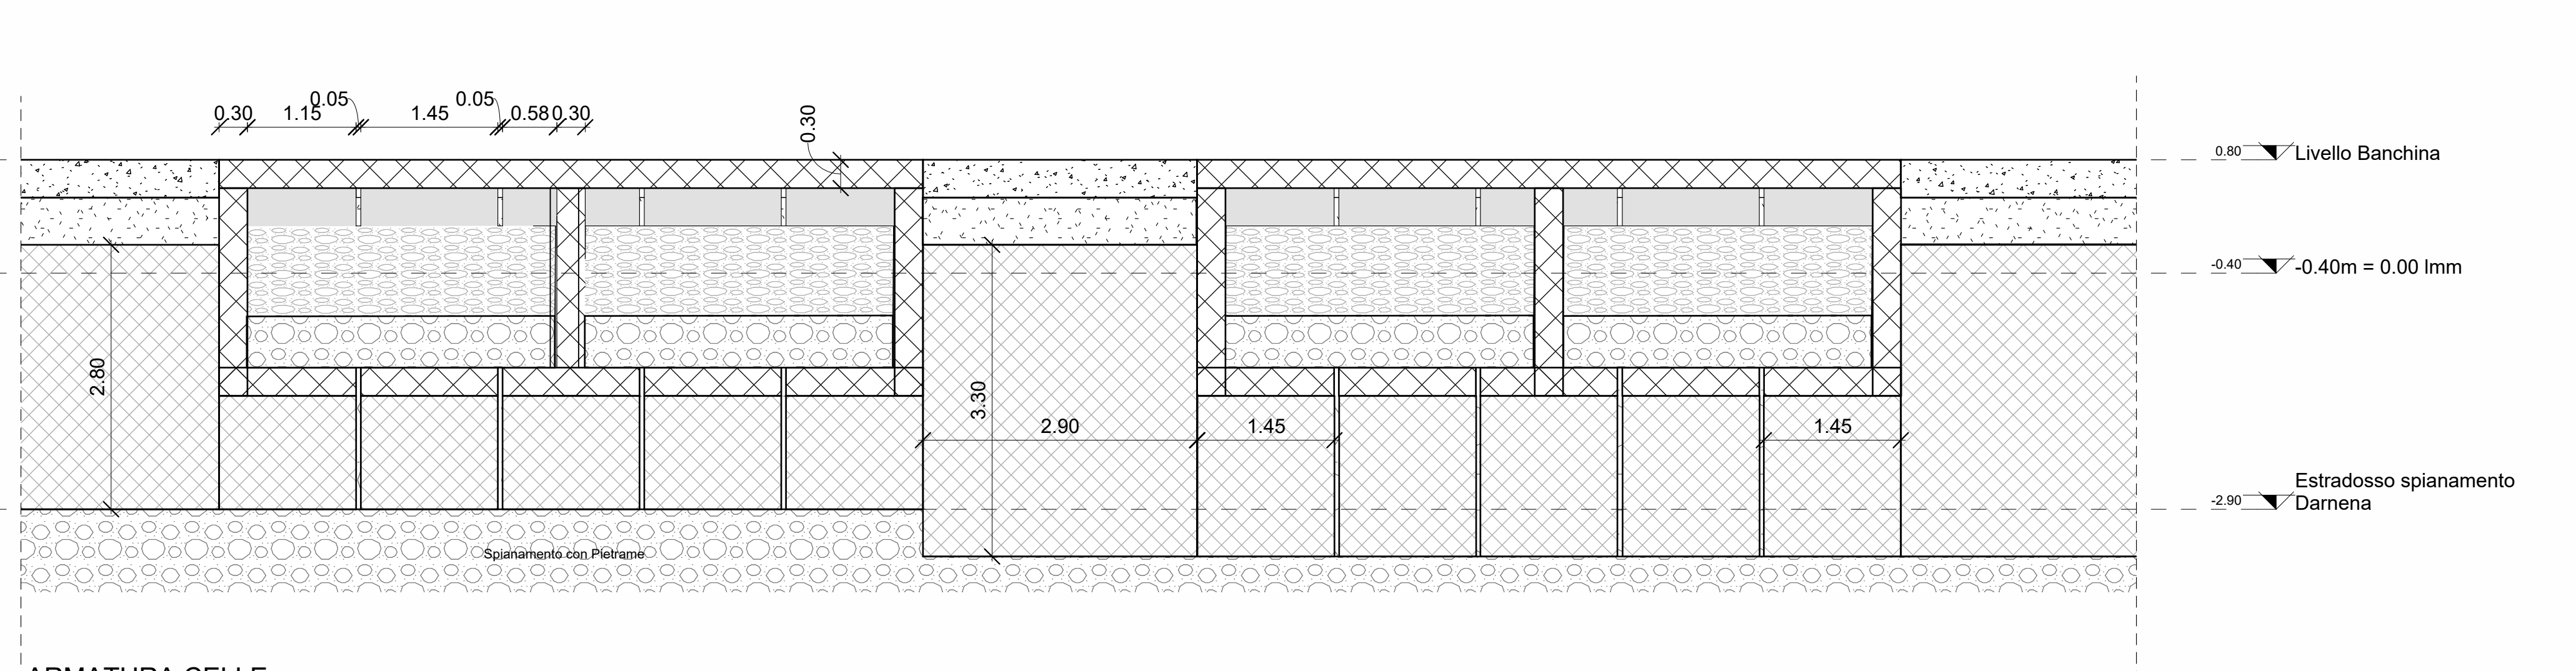 0.05
0.05
0.30
1.15
1.45
0.58
0.30
0.30
0.80
Livello Banchina
-0.40
-0.40m = 0.00 lmm
2.80
3.30
2.90
1.45
1.45
-2.90
Estradosso spianamento
Darnena
Spianamento con Pietrame
ARMATURA CELLE